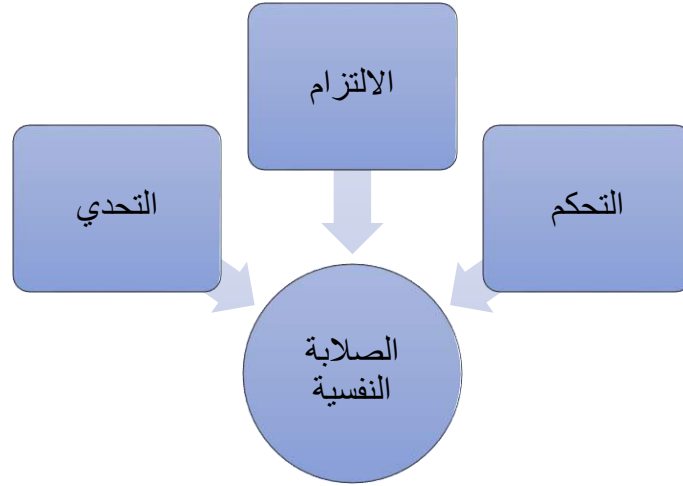 الالتزام
التحكم
التحدي
الصلابة
النفسية